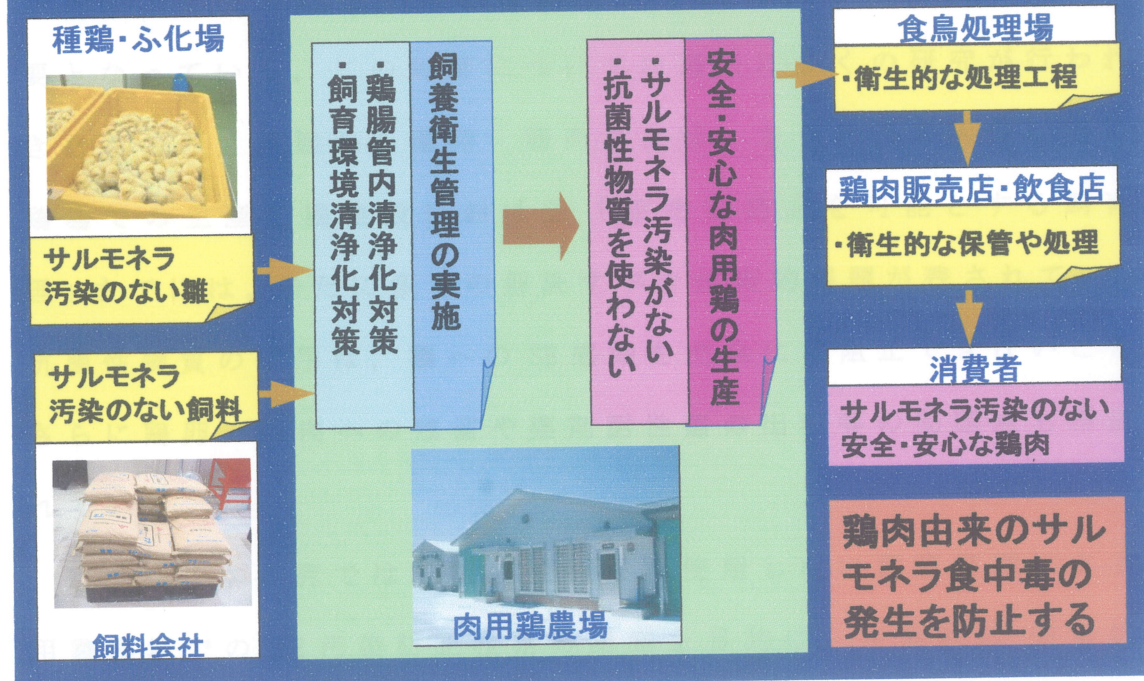 種鶏・ふ化場
サルモネラ
汚染のない雛
サルモネラ
汚染のない飼料
飼料会社
飼養衛生管理の実施
・鶏腸管内清浄化対策
・飼育環境清浄化対策
安全・安心な肉用鶏の生産
・サルモネラ汚染がない
・抗菌性物質を使わない
肉用鶏農場
食鳥処理場
・衛生的な処理工程
鶏肉販売店・飲食店
・衛生的な保管や処理
消費者
サルモネラ汚染のない
安全・安心な鶏肉
鶏肉由来のサル
モネラ食中毒の
発生を防止する